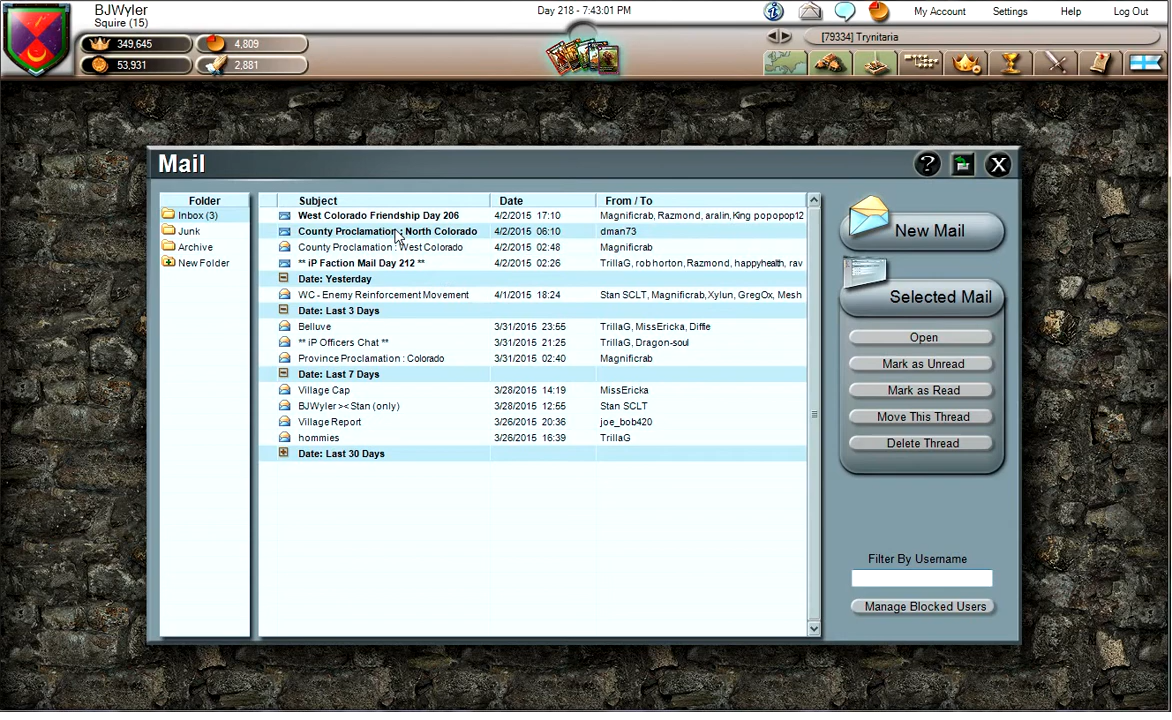 BJWyler
Squire (15)
349,645
4,809
53,931
2,881
Day 218 - 7:43:01 PM
My Account Settings Help Log Out
[79334] Trynitaria
Mail
? X
Folder
Inbox (3)
Junk
Archive
New Folder
Subject Date From / To
West Colorado Friendship Day 206 4/2/2015 17:10 Magnificrab, Razmond, aralin, King popopop12
County Proclamation : North Colorado 4/2/2015 06:10 dman73
County Proclamation : West Colorado 4/2/2015 02:48 Magnificrab
** iP Faction Mail Day 212 ** 4/2/2015 02:26 TrillaG, robhorton, Razmond, happyhealth, rav
Date: Yesterday
WC - Enemy Reinforcement Movement 4/1/2015 18:24 Stan SCLT, Magnificrab, Xylun, GregOx, Mesh
Date: Last 3 Days
Belluve 3/31/2015 23:55 TrillaG, MissEricka, Diffie
** iP Officers Chat ** 3/31/2015 21:25 TrillaG, Dragon-soul
Province Proclamation : Colorado 3/31/2015 02:40 Magnificrab
Date: Last 7 Days
Village Cap 3/28/2015 14:19 MissEricka
BJWyler >< Stan (only) 3/28/2015 12:55 Stan SCLT
Village Report 3/26/2015 20:36 joe_bob420
hommies 3/26/2015 16:39 TrillaG
Date: Last 30 Days
New Mail
Selected Mail
Open
Mark as Unread
Mark as Read
Move This Thread
Delete Thread
Filter By Username
Manage Blocked Users